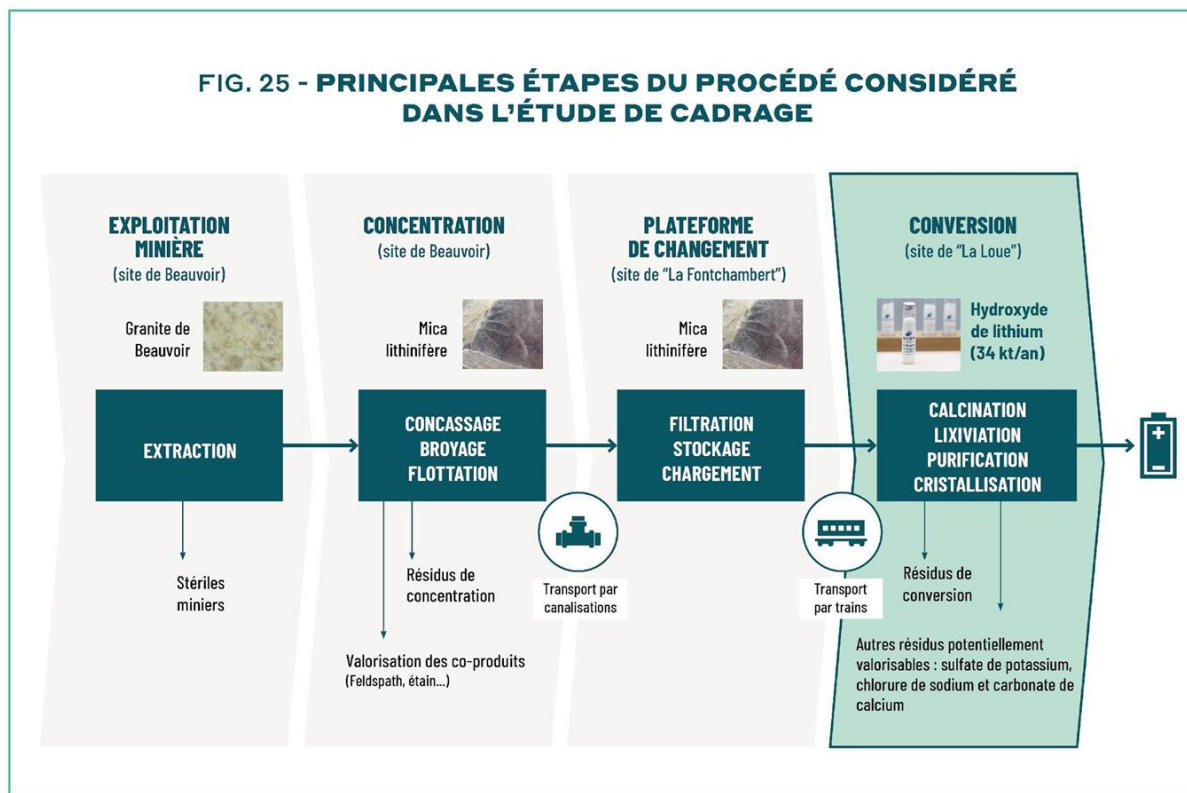 FIG. 25 - PRINCIPALES ÉTAPES DU PROCÉDÉ CONSIDÉRÉ
DANS L'ÉTUDE DE CADRAGE
EXPLOITATION
MINIÈRE
(site de Beauvoir)
Granite de
Beauvoir
EXTRACTION
Stériles
miniers
CONCENTRATION
(site de Beauvoir)
Mica
lithinifère
CONCASSAGE
BROYAGE
FLOTTATION
Résidus de
concentration
Valorisation des co-produits
(Feldspath, étain...)
Transport par
canalisations
PLATEFORME
DE CHANGEMENT
(site de "La Fontchambert")
Mica
lithinifère
FILTRATION
STOCKAGE
CHARGEMENT
Transport
par trains
CONVERSION
(site de "La Loue")
Hydroxyde
de lithium
(34 kt/an)
CALCINATION
LIXIVIATION
PURIFICATION
CRISTALLISATION
Résidus de
conversion
Autres résidus potentiellement
valorisables : sulfate de potassium,
chlorure de sodium et carbonate de
calcium